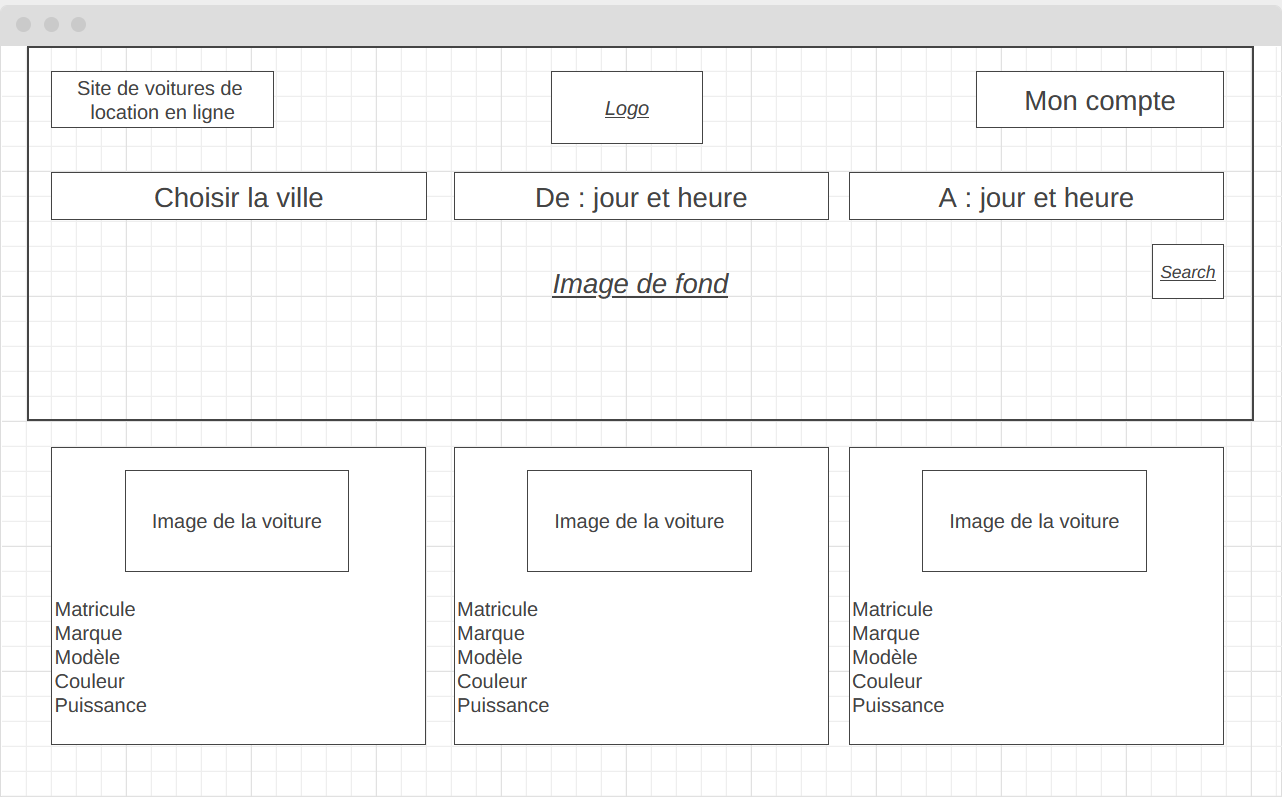 Site de voitures de
location en ligne
Logo
Mon compte
Choisir la ville
De : jour et heure
A : jour et heure
Search
Image de fond
Image de la voiture
Matricule
Marque
Modèle
Couleur
Puissance
Image de la voiture
Matricule
Marque
Modèle
Couleur
Puissance
Image de la voiture
Matricule
Marque
Modèle
Couleur
Puissance